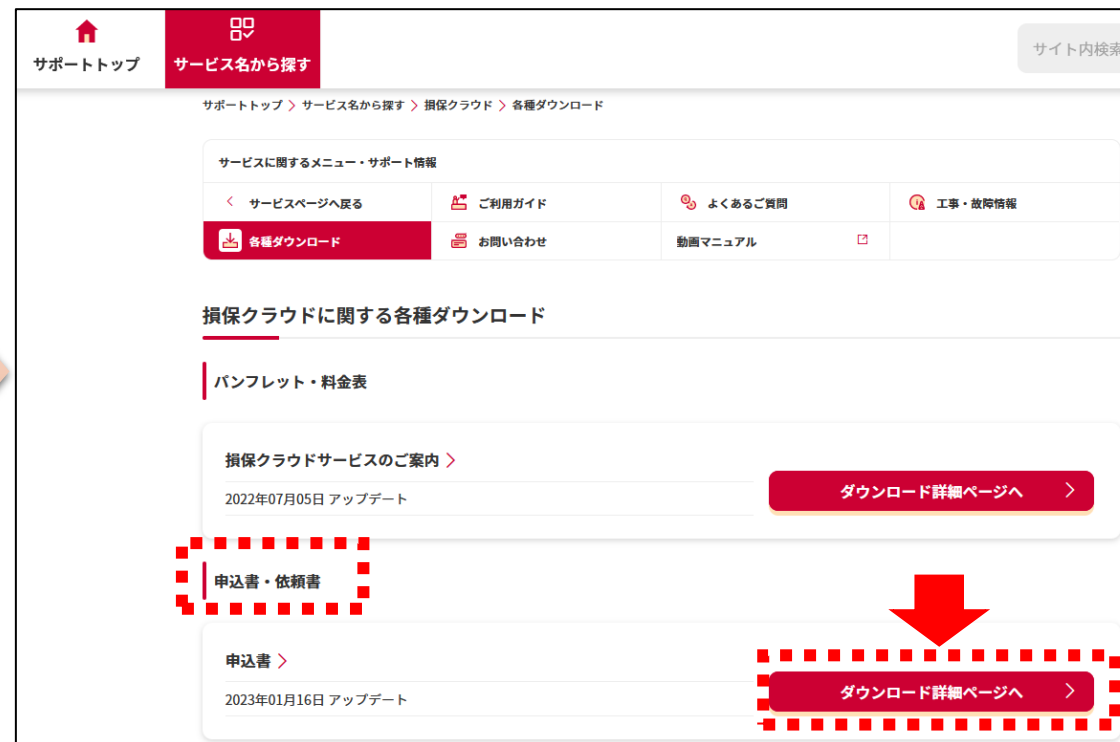 サポートトップ
サービス名から探す
サイト内検索
サポートトップ > サービス名から探す > 損保クラウド > 各種ダウンロード
サービスに関するメニュー・サポート情報
サービスページへ戻る
ご利用ガイド
よくあるご質問
工事・故障情報
各種ダウンロード
お問い合わせ
動画マニュアル
損保クラウドに関する各種ダウンロード
パンフレット・料金表
損保クラウドサービスのご案内
2022年07月05日 アップデート
ダウンロード詳細ページへ
申込書・依頼書
申込書
2023年01月16日 アップデート
ダウンロード詳細ページへ